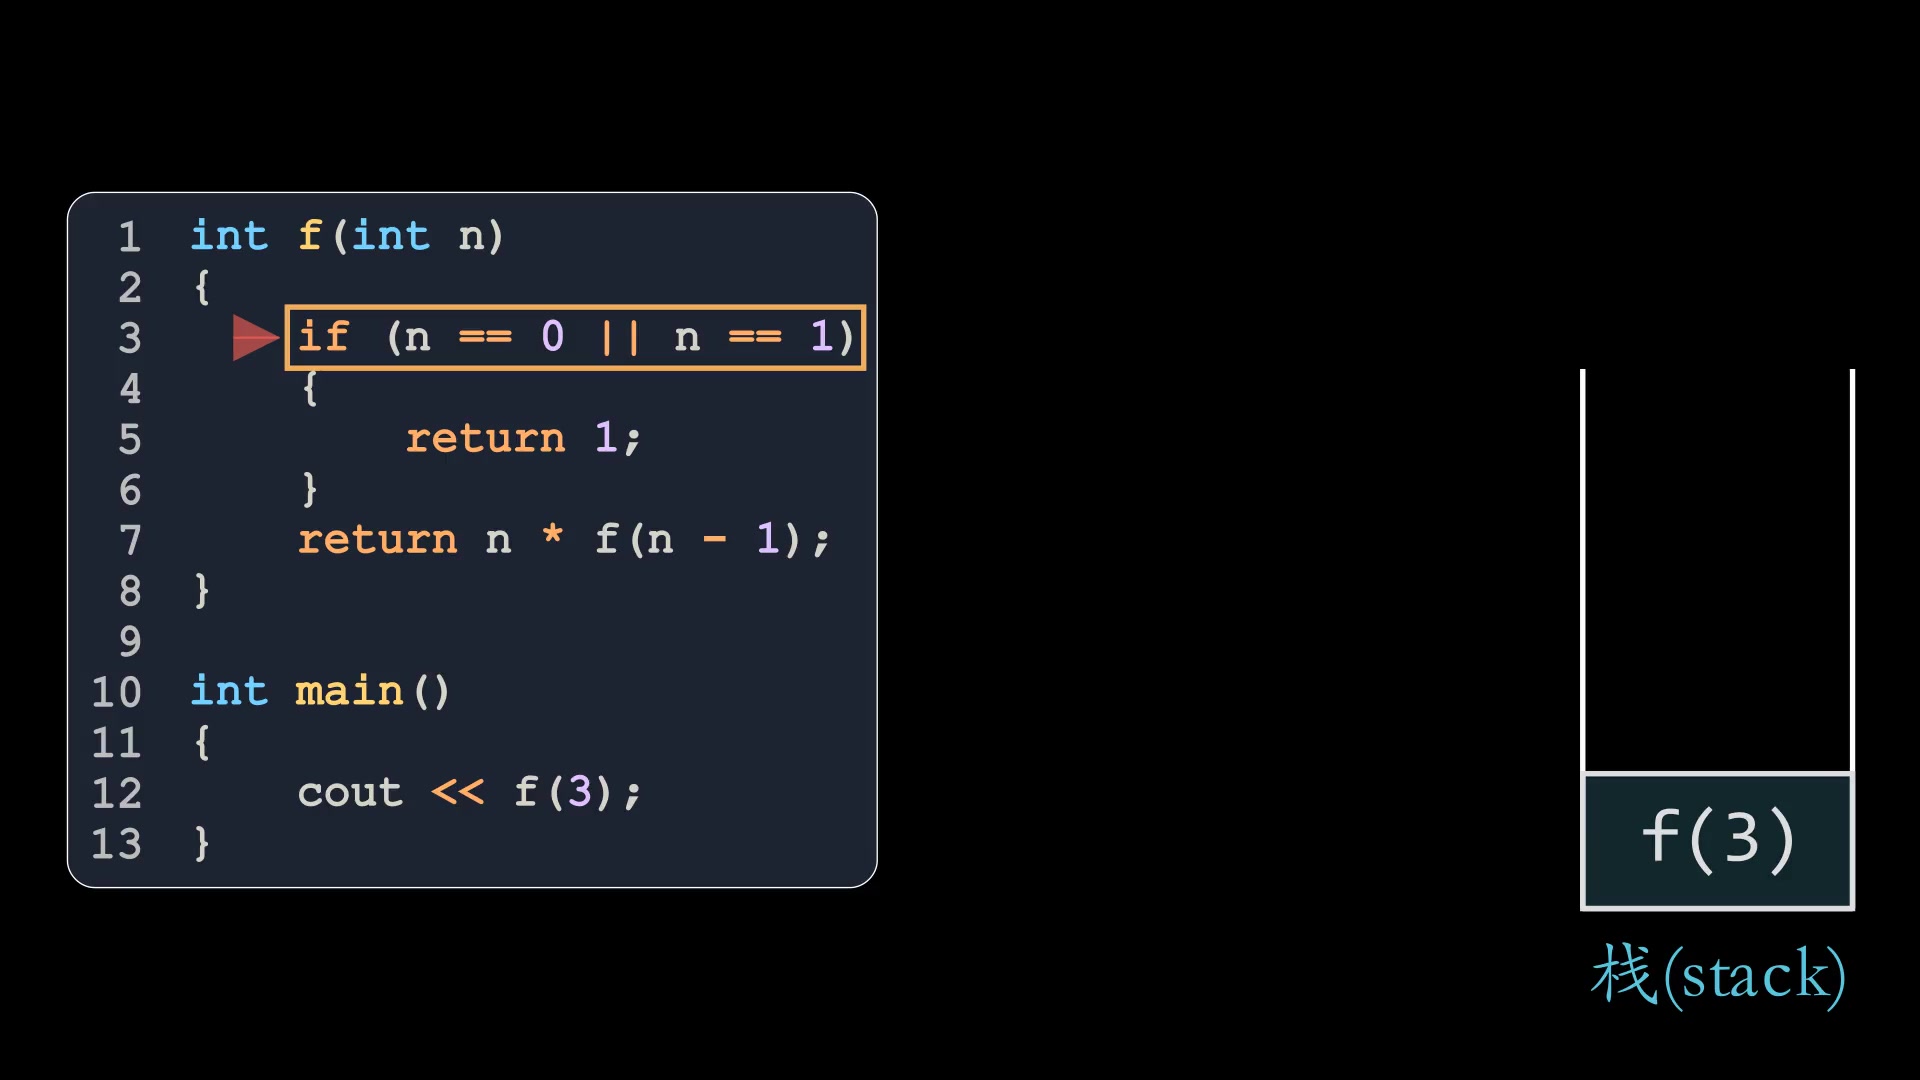 1 int f(int n)
2 {
3 if (n == 0 || n == 1)
4 {
5 return 1;
6 }
7 return n * f(n - 1);
8 }
9
10 int main()
11 {
12 cout << f(3);
13 }
f(3)
栈(stack)